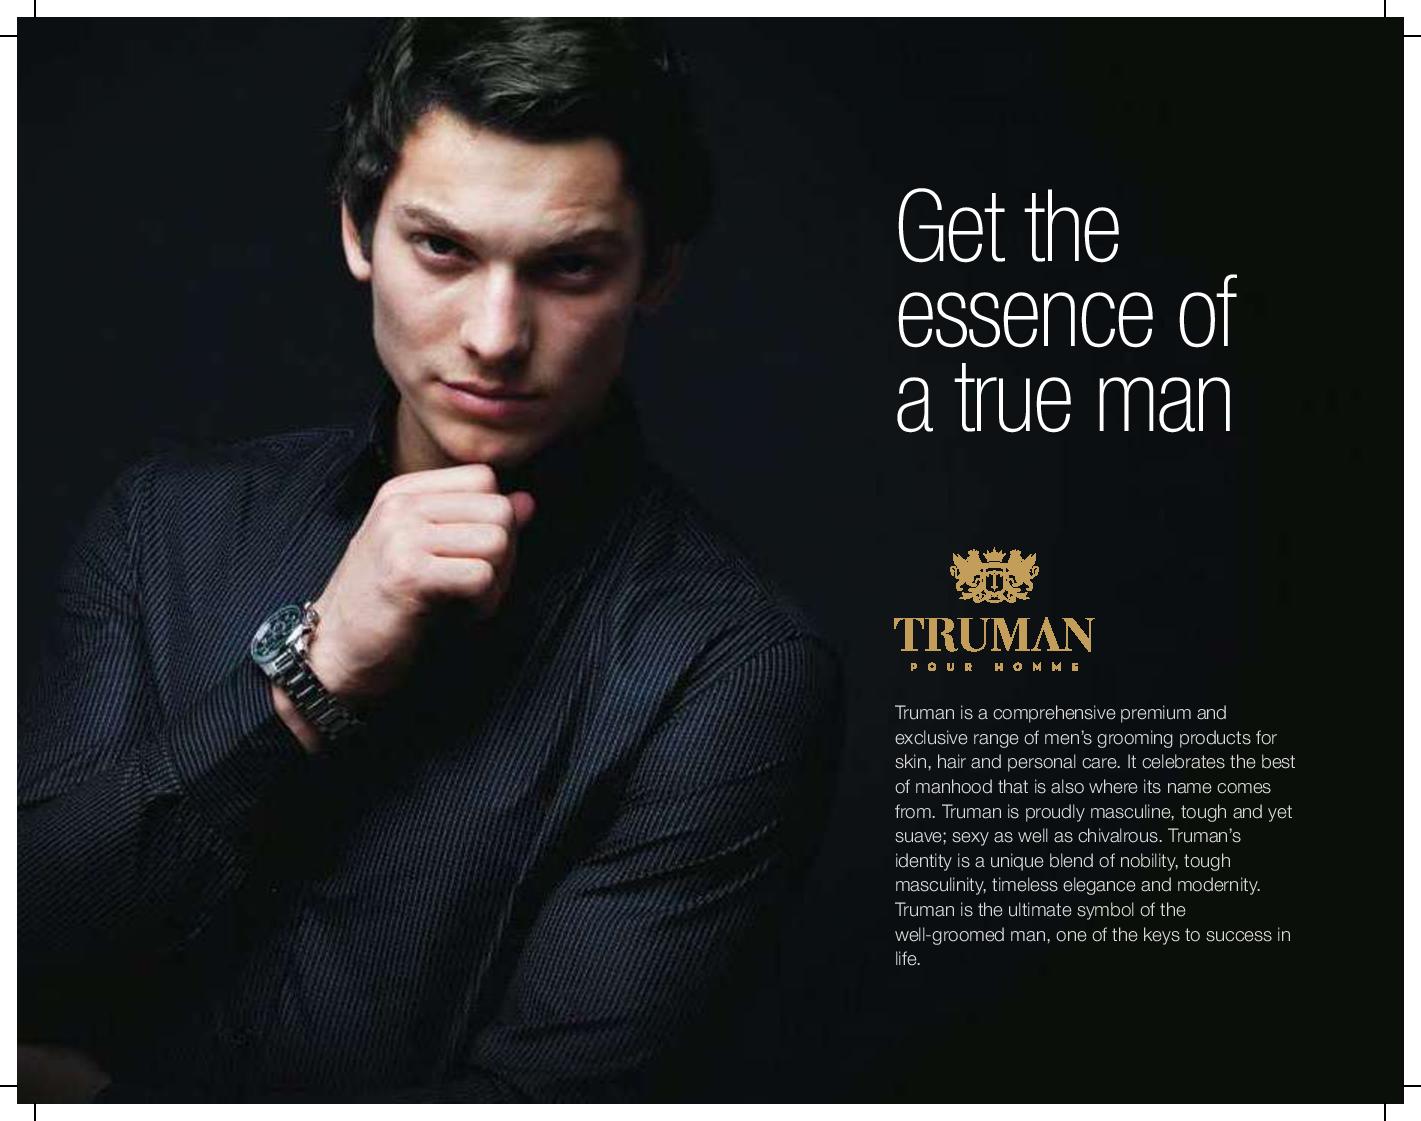 Get the
essence of
a true man
TRUMAN
POUR HOMME
Truman is a comprehensive premium and
exclusive range of men’s grooming products for
skin, hair and personal care. It celebrates the best
of manhood that is also where its name comes
from. Truman is proudly masculine, tough and yet
suave; sexy as well as chivalrous. Truman’s
identity is a unique blend of nobility, tough
masculinity, timeless elegance and modernity.
Truman is the ultimate symbol of the
well-groomed man, one of the keys to success in
life.